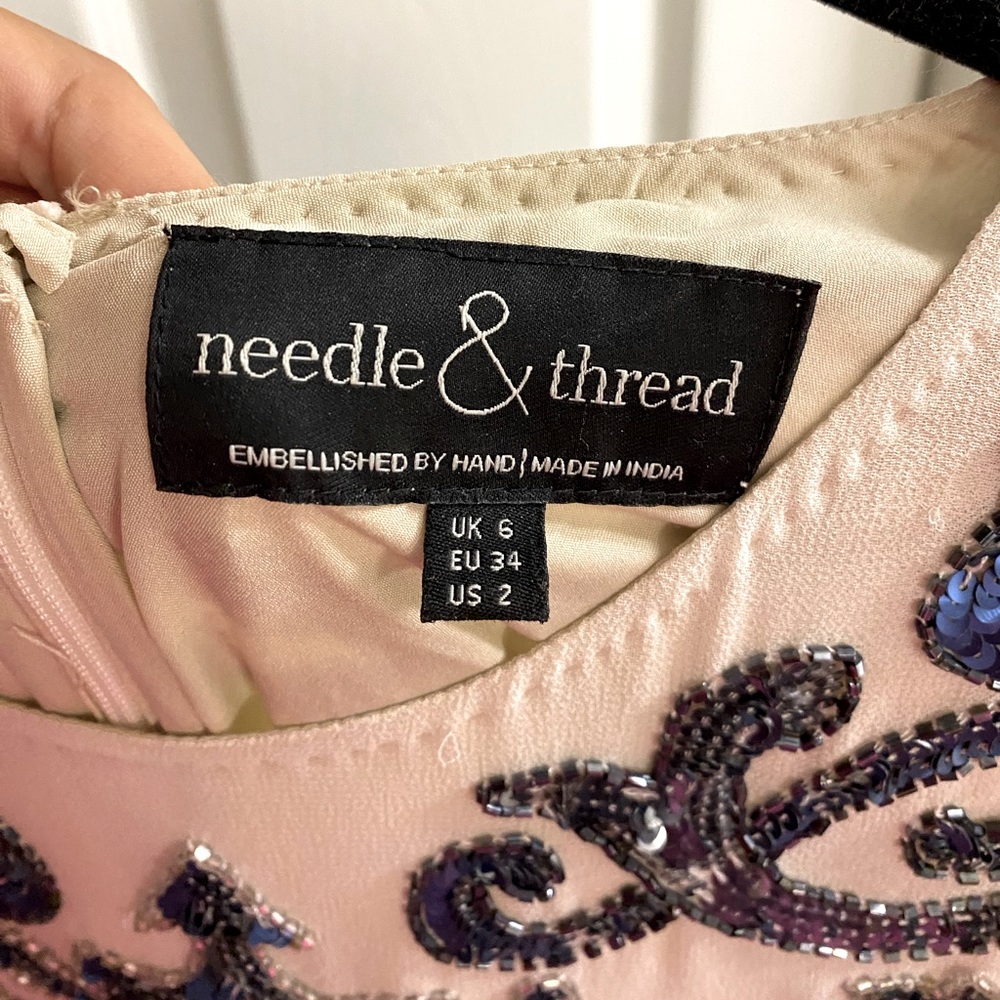 needle & thread
EMBELLISHED BY HAND | MADE IN INDIA
UK 6
EU 34
US 2